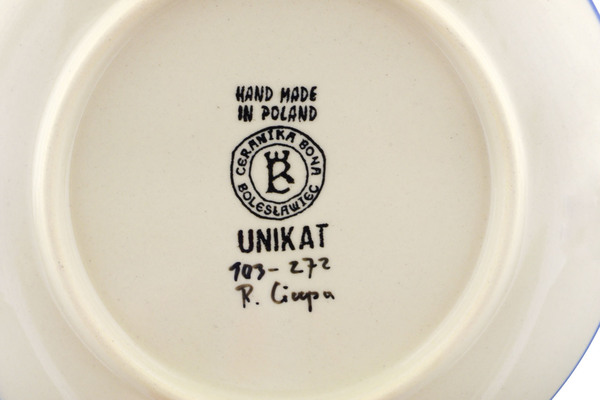 HAND MADE
IN POLAND
CERAMIKA BONA
BOLESŁAWIEC
UNIKAT
103-272
R. Ciupa